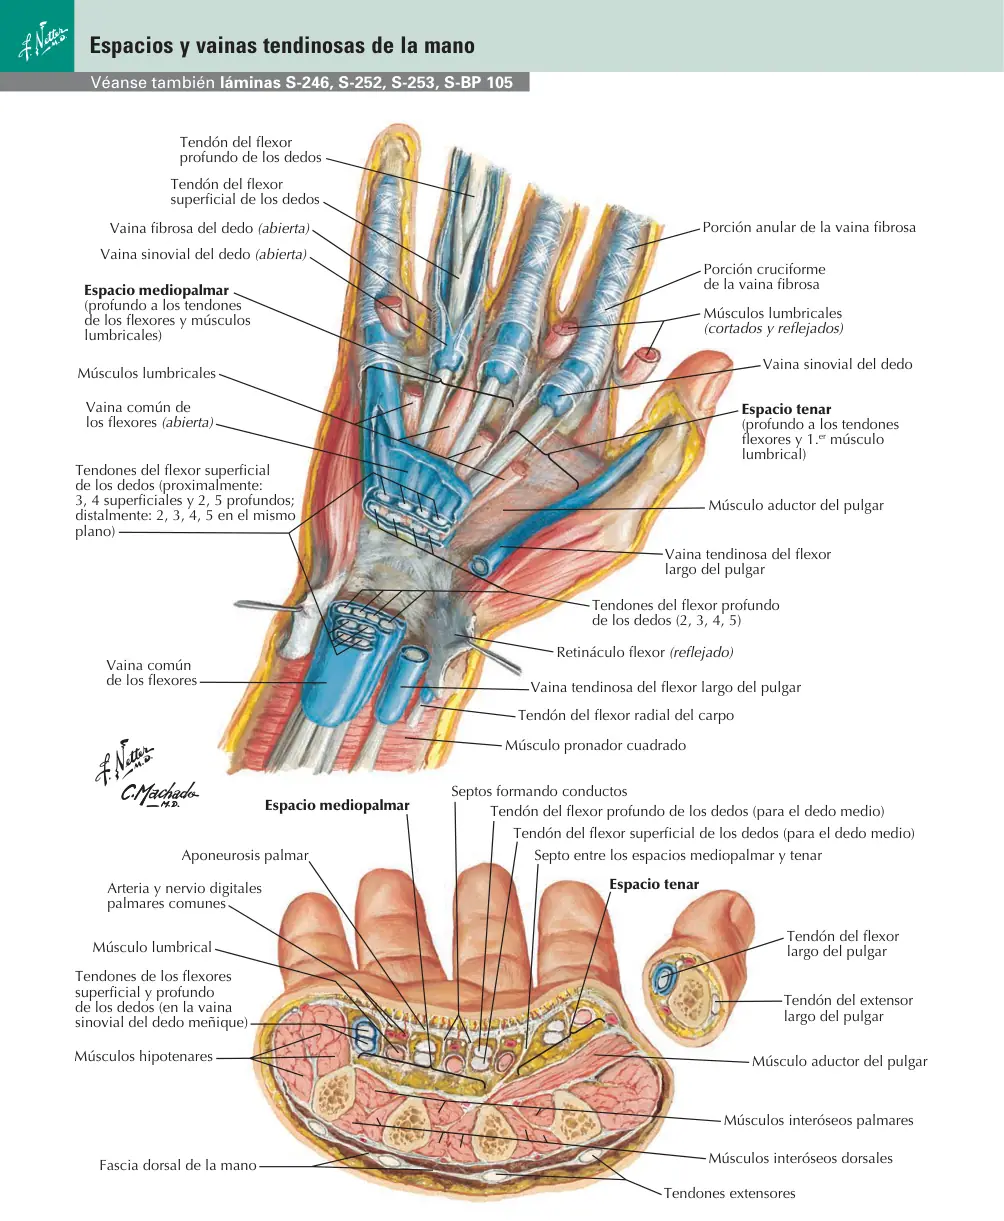 F. Netter M.D.
Espacios y vainas tendinosas de la mano
Véanse también láminas S-246, S-252, S-253, S-BP 105
Tendón del flexor
profundo de los dedos
Tendón del flexor
superficial de los dedos
Vaina fibrosa del dedo (abierta)
Vaina sinovial del dedo (abierta)
Espacio mediopalmar
(profundo a los tendones
de los flexores y músculos
lumbricales)
Músculos lumbricales
Vaina común de
los flexores (abierta)
Tendones del flexor superficial
de los dedos (proximalmente:
3, 4 superficiales y 2, 5 profundos;
distalmente: 2, 3, 4, 5 en el mismo
plano)
Vaina común
de los flexores
Porción anular de la vaina fibrosa
Porción cruciforme
de la vaina fibrosa
Músculos lumbricales
(cortados y reflejados)
Vaina sinovial del dedo
Espacio tenar
(profundo a los tendones
flexores y 1.er músculo
lumbrical)
Músculo aductor del pulgar
Vaina tendinosa del flexor
largo del pulgar
Tendones del flexor profundo
de los dedos (2, 3, 4, 5)
Retináculo flexor (reflejado)
Vaina tendinosa del flexor largo del pulgar
Tendón del flexor radial del carpo
Músculo pronador cuadrado
F. Netter M.D.
C. Machado M.D.
Septos formando conductos
Espacio mediopalmar
Tendón del flexor profundo de los dedos (para el dedo medio)
Tendón del flexor superficial de los dedos (para el dedo medio)
Aponeurosis palmar
Septo entre los espacios mediopalmar y tenar
Arteria y nervio digitales
palmares comunes
Espacio tenar
Músculo lumbrical
Tendones de los flexores
superficial y profundo
de los dedos (en la vaina
sinovial del dedo meñique)
Músculos hipotenares
Fascia dorsal de la mano
Tendón del flexor
largo del pulgar
Tendón del extensor
largo del pulgar
Músculo aductor del pulgar
Músculos interóseos palmares
Músculos interóseos dorsales
Tendones extensores